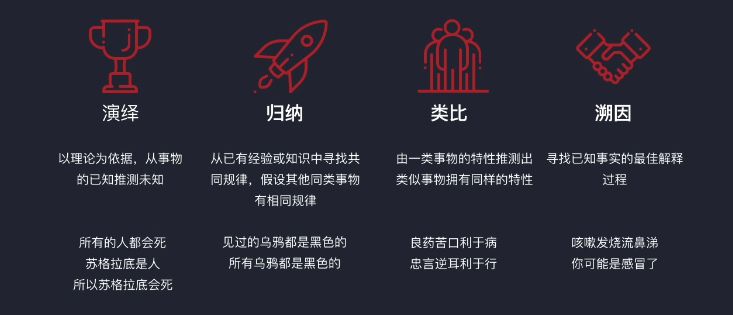 演绎
以理论为依据，从事物
的已知推测未知
所有的人都会死
苏格拉底是人
所以苏格拉底会死
归纳
从已有经验或知识中寻找共
同规律，假设其他同类事物
有相同规律
见过的乌鸦都是黑色的
所有乌鸦都是黑色的
类比
由一类事物的特性推测出
类似事物拥有同样的特性
良药苦口利于病
忠言逆耳利于行
溯因
寻找已知事实的最佳解释
过程
咳嗽发烧流鼻涕
你可能是感冒了